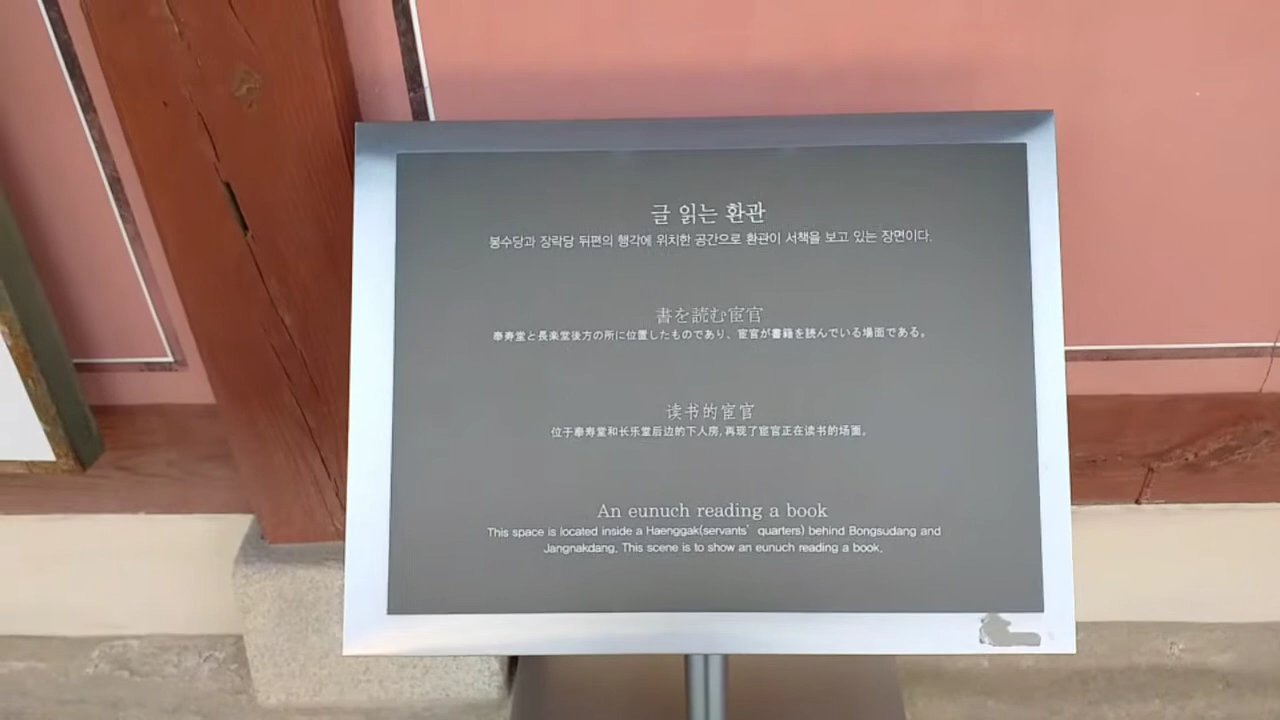 글 읽는 환관
봉수당과 장락당 뒤편의 행각에 위치한 공간으로 환관이 서책을 보고 있는 장면이다.
書を読む宦官
奉寿堂と長楽堂後方の所に位置したものであり、宦官が書籍を読んでいる場面である。
读书的宦官
位于奉寿堂和长乐堂后边的下人房,再现了宦官正在读书的场面。
An eunuch reading a book
This space is located inside a Haenggak(servants' quarters) behind Bongsudang and
Jangnakdang. This scene is to show an eunuch reading a book.